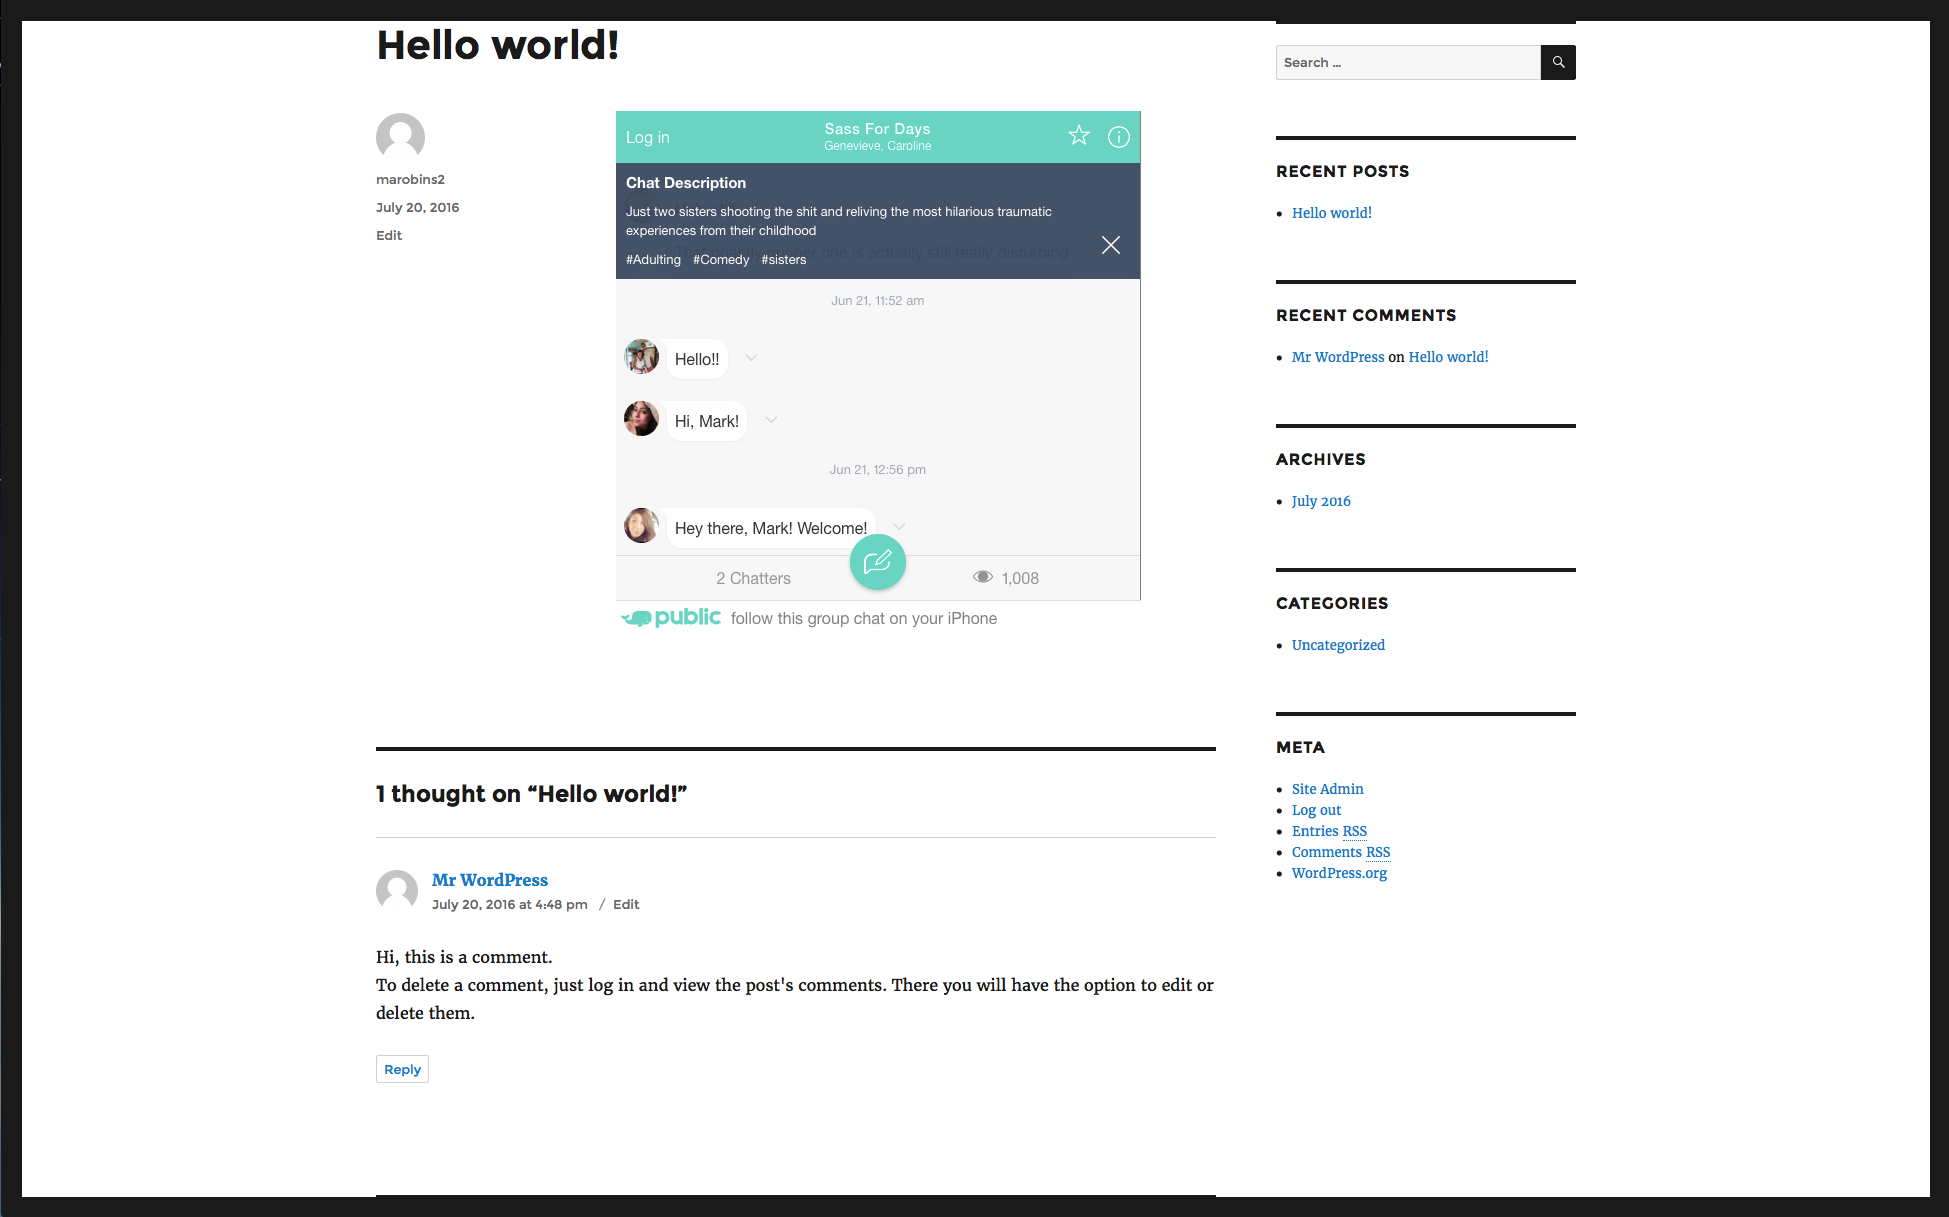 Hello world!
marobins2
July 20, 2016
Edit
Log in
Sass For Days
Genevieve, Caroline
Chat Description
Just two sisters shooting the shit and reliving the most hilarious traumatic
experiences from their childhood
one is actually still really disturbing
#Adulting #Comedy #sisters
Jun 21, 11:52 am
Hello!!
Hi, Mark!
Jun 21, 12:56 pm
Hey there, Mark! Welcome!
2 Chatters
1,008
public follow this group chat on your iPhone
1 thought on “Hello world!”
Mr WordPress
July 20, 2016 at 4:48 pm / Edit
Hi, this is a comment.
To delete a comment, just log in and view the post's comments. There you will have the option to edit or
delete them.
Reply
Search …
RECENT POSTS
Hello world!
RECENT COMMENTS
Mr WordPress on Hello world!
ARCHIVES
July 2016
CATEGORIES
Uncategorized
META
Site Admin
Log out
Entries RSS
Comments RSS
WordPress.org